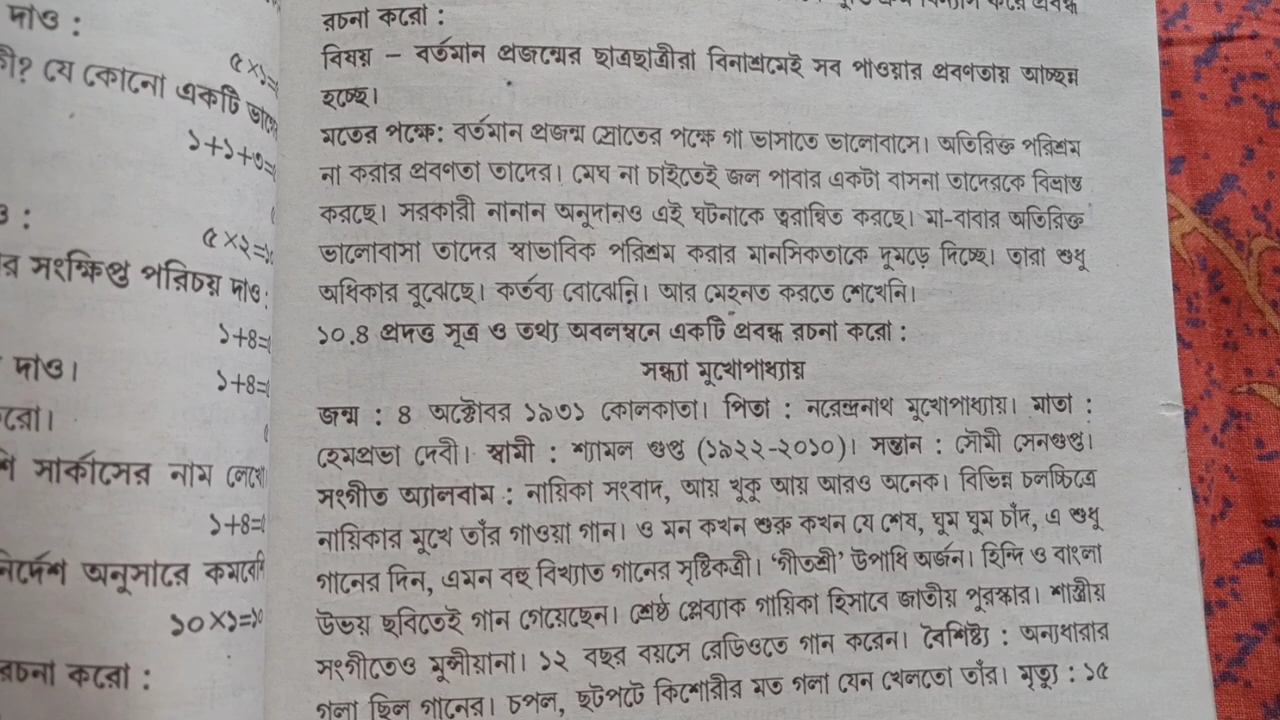 দাও :
৫×১=
কী? যে কোনো একটি
১+১+৩=
৫×২=
সংক্ষিপ্ত পরিচয় দাও:
১+৪=
দাও।
১+৪=
করো।
সার্কাসের নাম লেখো
১+৪=
নির্দেশ অনুসারে কমবেশি
১০×১=১০
রচনা করো :
রচনা করো :
বিষয় – বর্তমান প্রজন্মের ছাত্রছাত্রীরা বিনাশ্রমেই সব পাওয়ার প্রবণতায় আচ্ছন্ন
হচ্ছে।
মতের পক্ষে: বর্তমান প্রজন্ম স্রোতের পক্ষে গা ভাসাতে ভালোবাসে। অতিরিক্ত পরিশ্রম
না করার প্রবণতা তাদের। মেঘ না চাইতেই জল পাবার একটা বাসনা তাদেরকে বিভ্রান্ত
করছে। সরকারী নানান অনুদানও এই ঘটনাকে ত্বরান্বিত করছে। মা-বাবার অতিরিক্ত
ভালোবাসা তাদের স্বাভাবিক পরিশ্রম করার মানসিকতাকে দুমড়ে দিচ্ছে। তারা শুধু
অধিকার বুঝেছে। কর্তব্য বোঝেনি। আর মেহনত করতে শেখেনি।
১০.৪ প্রদত্ত সূত্র ও তথ্য অবলম্বনে একটি প্রবন্ধ রচনা করো :
সন্ধ্যা মুখোপাধ্যায়
জন্ম : ৪ অক্টোবর ১৯৩১ কোলকাতা। পিতা : নরেন্দ্রনাথ মুখোপাধ্যায়। মাতা :
হেমপ্রভা দেবী। স্বামী : শ্যামল গুপ্ত (১৯২২-২০১০)। সন্তান : সৌমী সেনগুপ্ত।
সংগীত অ্যালবাম : নায়িকা সংবাদ, আয় খুকু আয় আরও অনেক। বিভিন্ন চলচ্চিত্রে
নায়িকার মুখে তাঁর গাওয়া গান। ও মন কখন শুরু কখন যে শেষ, ঘুম ঘুম চাঁদ, এ শুধু
গানের দিন, এমন বহু বিখ্যাত গানের সৃষ্টিকর্ত্রী। ‘গীতশ্রী’ উপাধি অর্জন। হিন্দি ও বাংলা
উভয় ছবিতেই গান গেয়েছেন। শ্রেষ্ঠ প্লেব্যাক গায়িকা হিসাবে জাতীয় পুরস্কার। শাস্ত্রীয়
সংগীতেও মুন্সীয়ানা। ১২ বছর বয়সে রেডিওতে গান করেন। বৈশিষ্ট্য : অন্যধারার
গলা ছিল গানের। চপল, ছটপটে কিশোরীর মত গলা যেন খেলতো তাঁর। মৃত্যু : ১৫